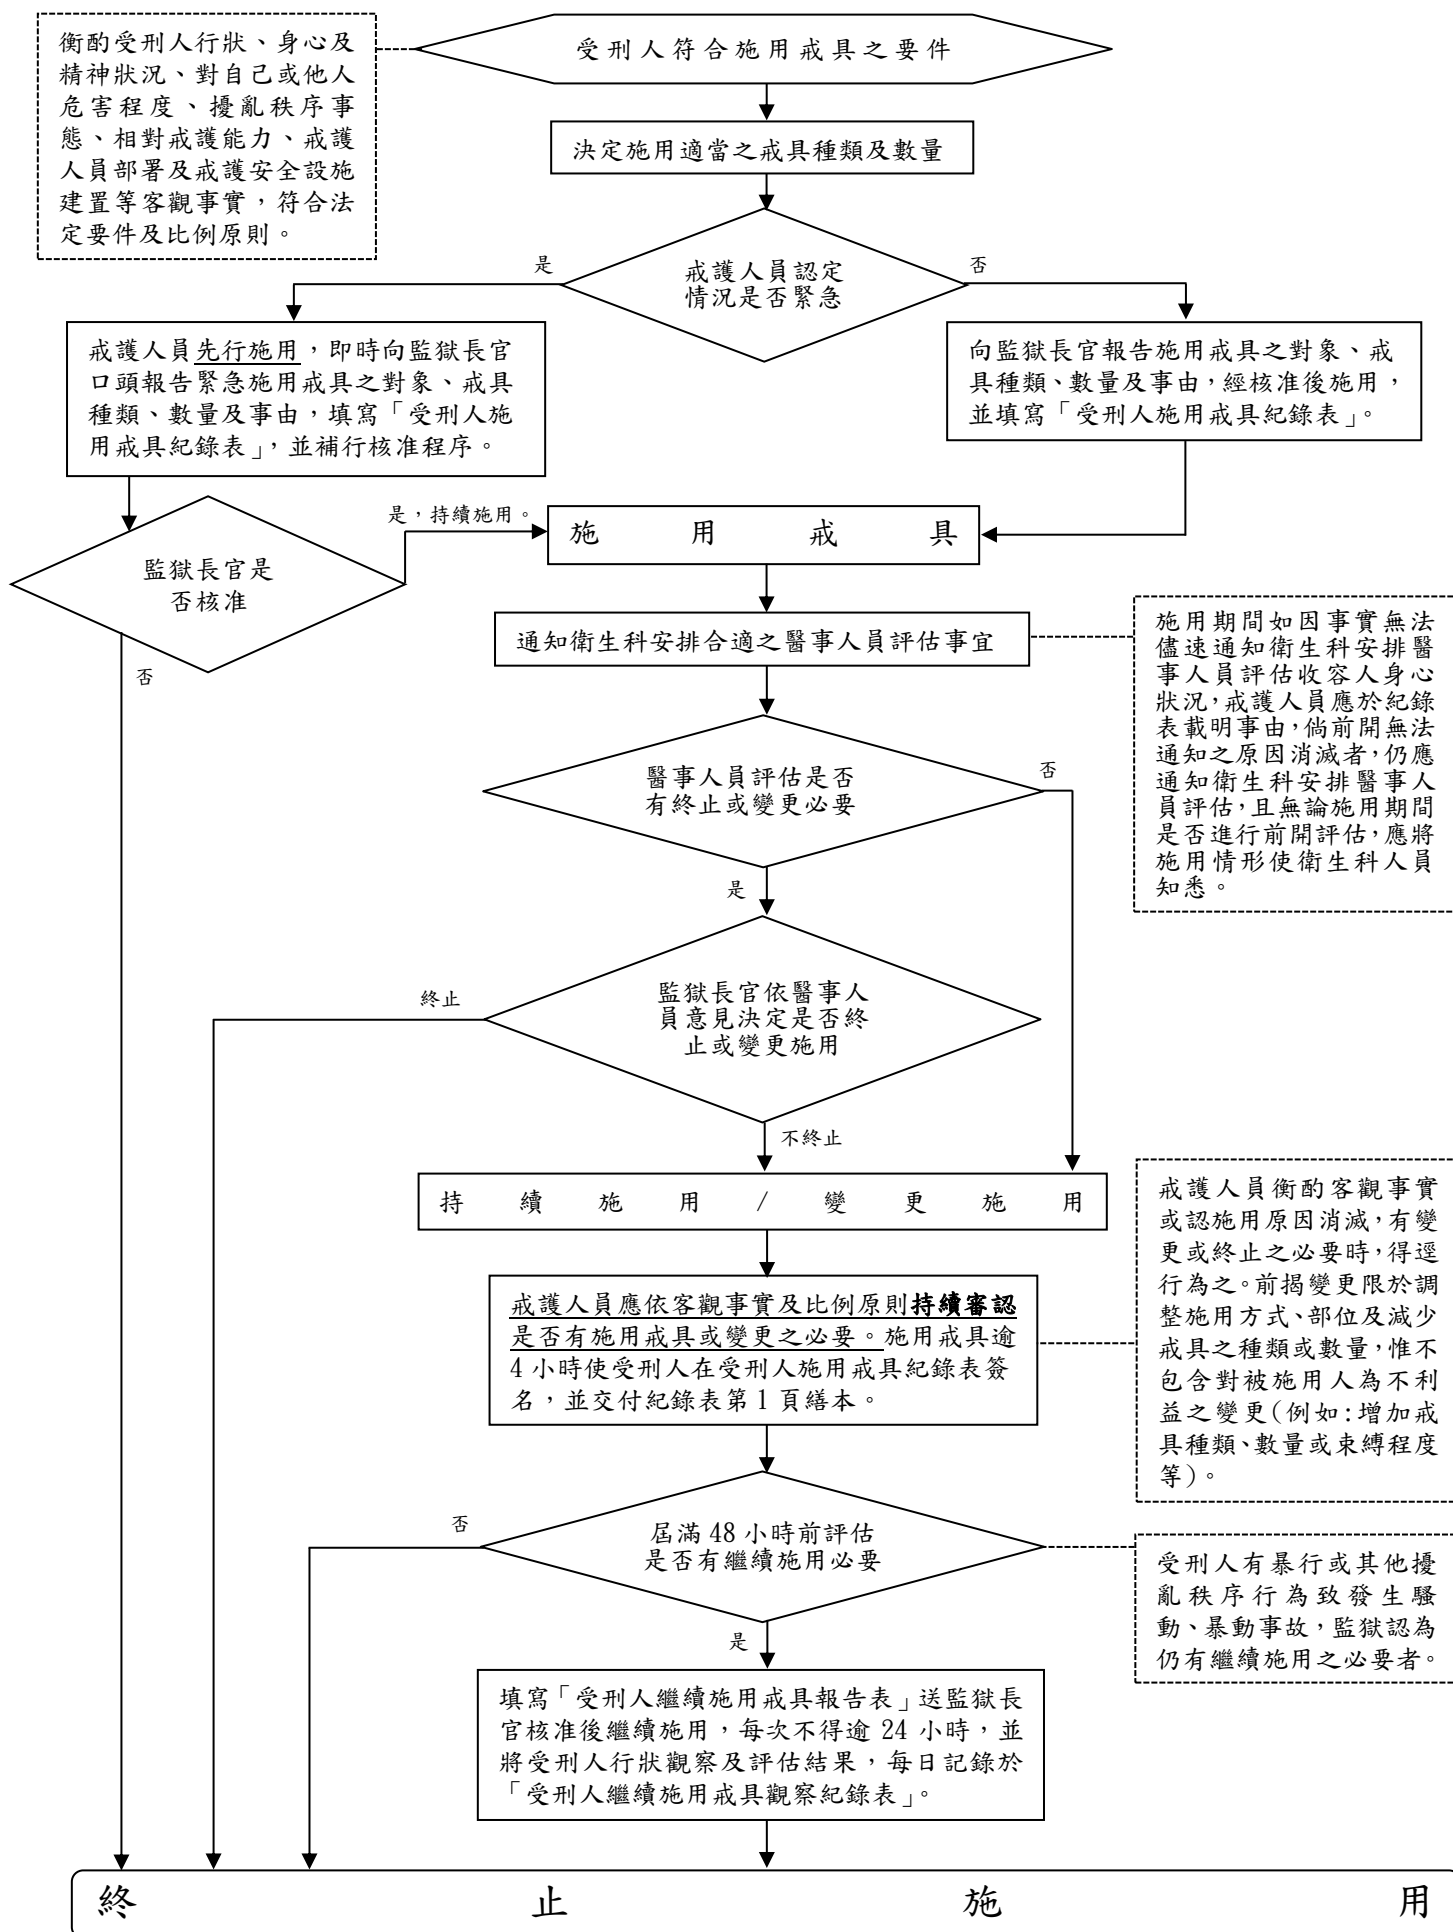 衡酌受刑人行狀、身心及
精神狀況、對自己或他人
危害程度、擾亂秩序事
態、相對戒護能力、戒護
人員部署及戒護安全設施
建置等客觀事實，符合法
定要件及比例原則。
受刑人符合施用戒具之要件
決定施用適當之戒具種類及數量
戒護人員認定
情況是否緊急
是
否
戒護人員先行施用，即時向監獄長官
口頭報告緊急施用戒具之對象、戒具
種類、數量及事由，填寫「受刑人施
用戒具紀錄表」，並補行核准程序。
向監獄長官報告施用戒具之對象、戒
具種類、數量及事由，經核准後施用，
並填寫「受刑人施用戒具紀錄表」。
監獄長官是
否核准
是，持續施用。
否
施用戒具
通知衛生科安排合適之醫事人員評估事宜
施用期間如因事實無法
儘速通知衛生科安排醫
事人員評估收容人身心
狀況，戒護人員應於紀錄
表載明事由，倘前開無法
通知之原因消滅者，仍應
通知衛生科安排醫事人
員評估，且無論施用期間
是否進行前開評估，應將
施用情形使衛生科人員
知悉。
醫事人員評估是否
有終止或變更必要
否
是
監獄長官依醫事人
員意見決定是否終
止或變更施用
終止
不終止
持續施用/變更施用
戒護人員應依客觀事實及比例原則持續審認
是否有施用戒具或變更之必要。施用戒具逾
4 小時使受刑人在受刑人施用戒具紀錄表簽
名，並交付紀錄表第 1 頁繕本。
戒護人員衡酌客觀事實
或認施用原因消滅，有變
更或終止之必要時，得逕
行為之。前揭變更限於調
整施用方式、部位及減少
戒具之種類或數量，惟不
包含對被施用人為不利
益之變更(例如:增加戒
具種類、數量或束縛程度
等)。
屆滿 48 小時前評估
是否有繼續施用必要
否
是
受刑人有暴行或其他擾
亂秩序行為致發生騷
動、暴動事故，監獄認為
仍有繼續施用之必要者。
填寫「受刑人繼續施用戒具報告表」送監獄長
官核准後繼續施用，每次不得逾 24 小時，並
將受刑人行狀觀察及評估結果，每日記錄於
「受刑人繼續施用戒具觀察紀錄表」。
終止施用